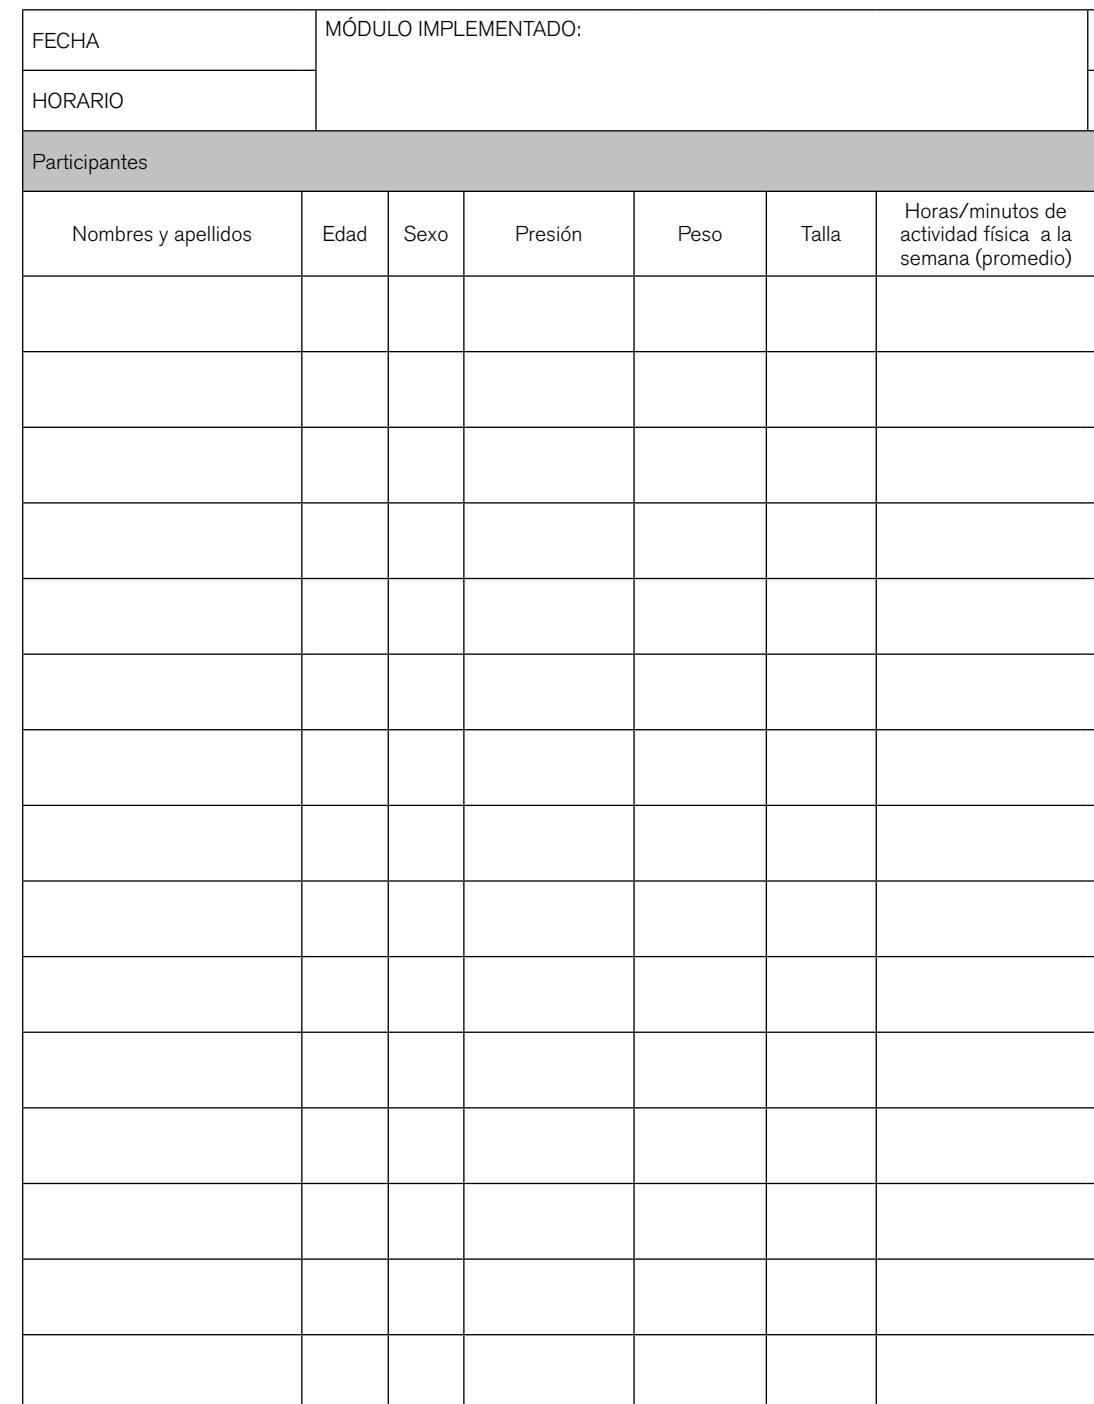 FECHA
MÓDULO IMPLEMENTADO:
HORARIO
Participantes
Nombres y apellidos
Edad
Sexo
Presión
Peso
Talla
Horas/minutos de
actividad física a la
semana (promedio)